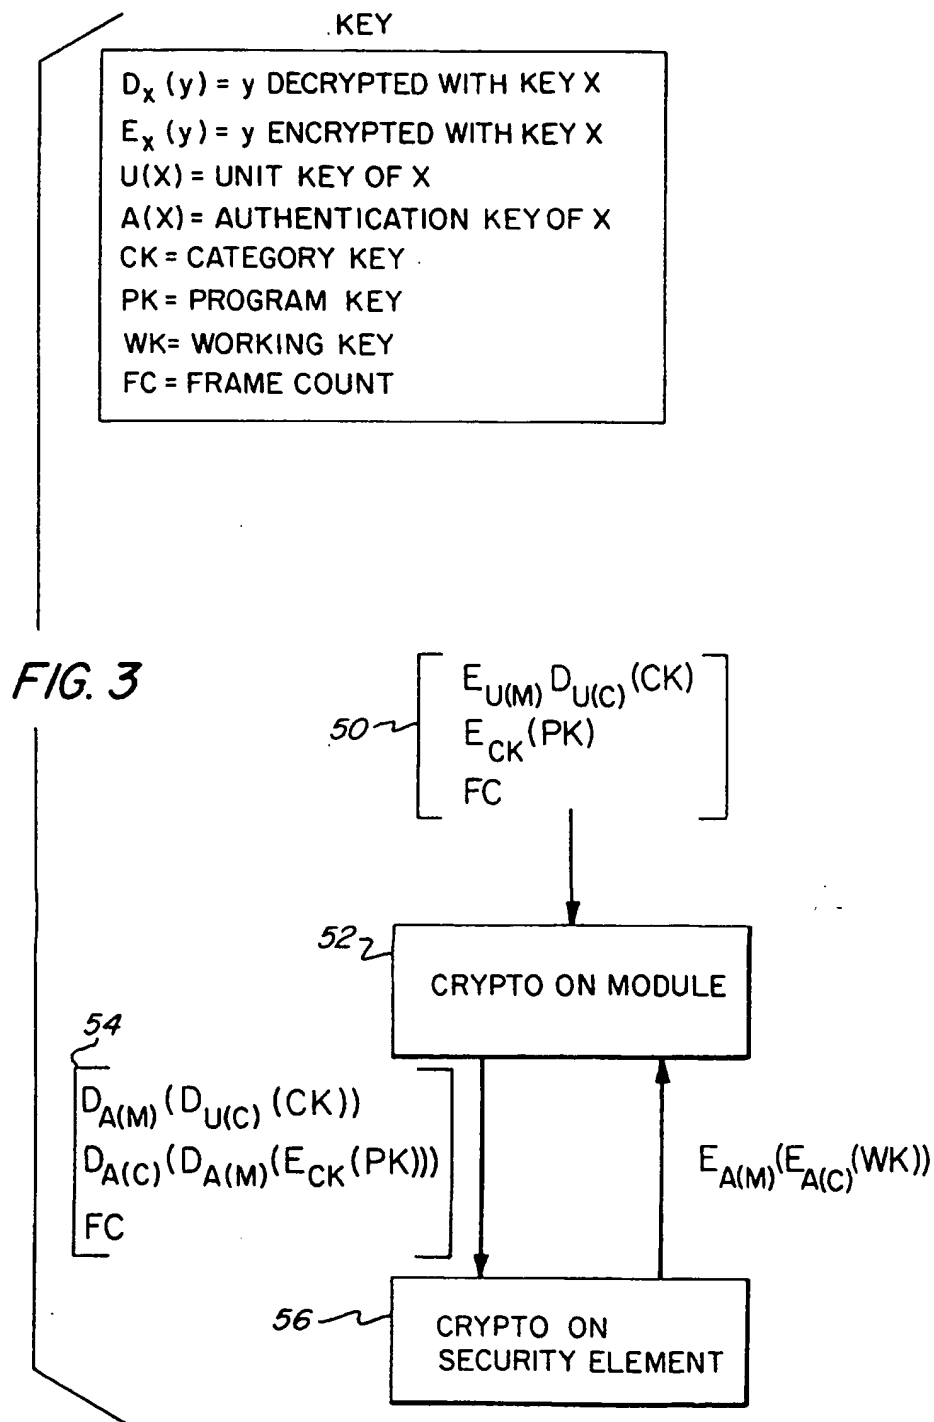 KEY
Dx (y) = y DECRYPTED WITH KEY X
Ex (y) = y ENCRYPTED WITH KEY X
U(X) = UNIT KEY OF X
A(X) = AUTHENTICATION KEY OF X
CK = CATEGORY KEY
PK = PROGRAM KEY
WK = WORKING KEY
FC = FRAME COUNT
FIG. 3
50
E_U(M) D_U(C) (CK)
E_CK (PK)
FC
52
CRYPTO ON MODULE
54
D_A(M) (D_U(C) (CK))
D_A(C) (D_A(M) (E_CK (PK)))
FC
E_A(M) (E_A(C) (WK))
56
CRYPTO ON
SECURITY ELEMENT